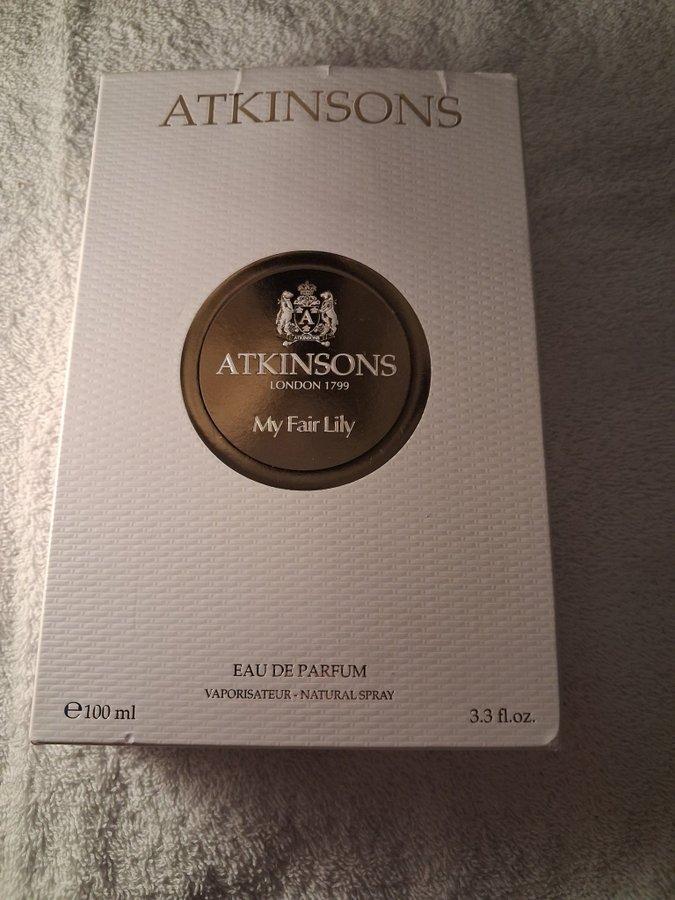 ATKINSONS
A
ATKINSONS
ATKINSONS
LONDON 1799
My Fair Lily
EAU DE PARFUM
VAPORISATEUR - NATURAL SPRAY
℮100 ml
3.3 fl.oz.